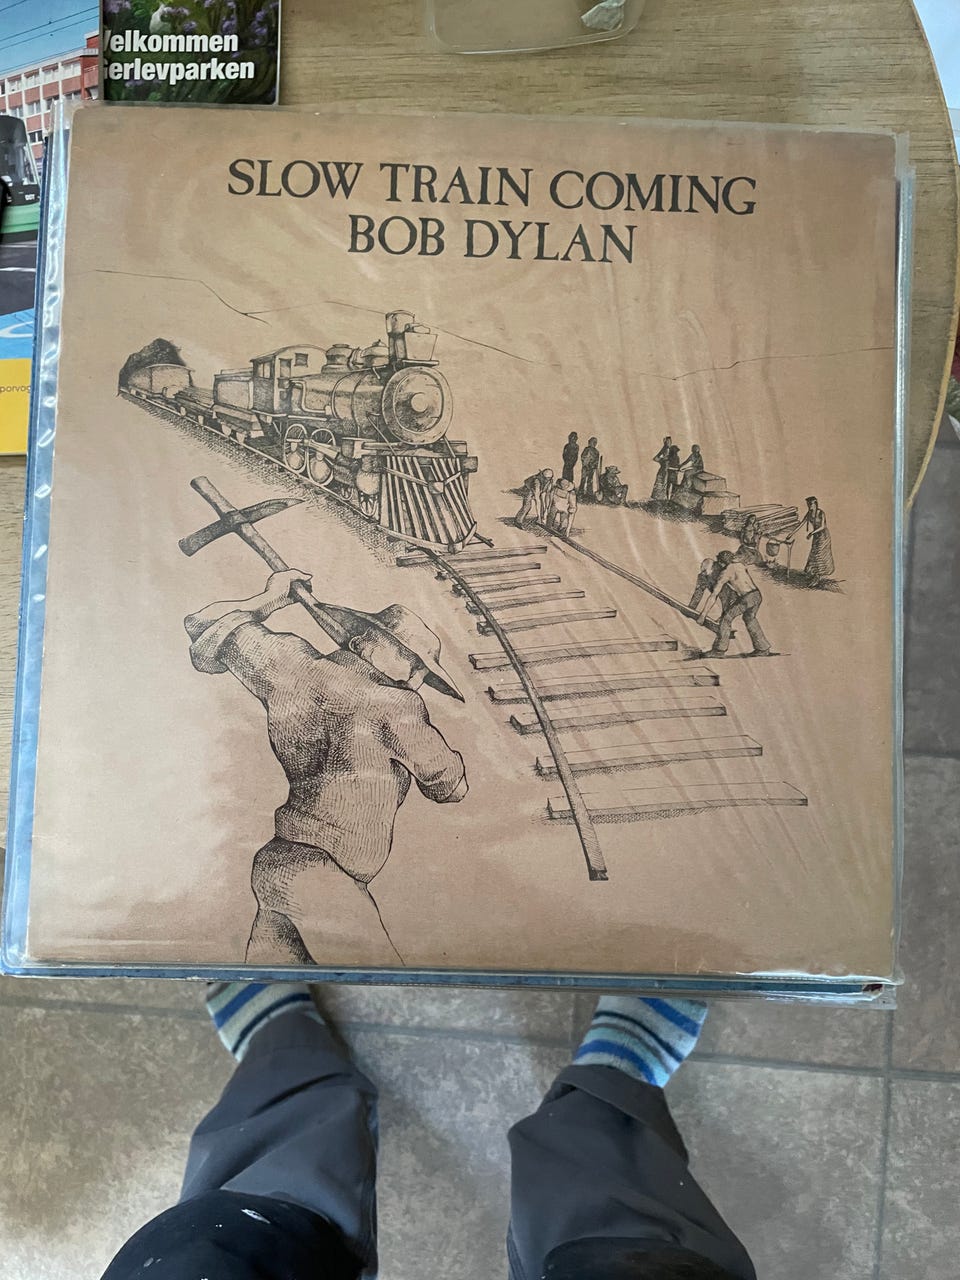 Velkommen
Gerlevparken
SLOW TRAIN COMING
BOB DYLAN